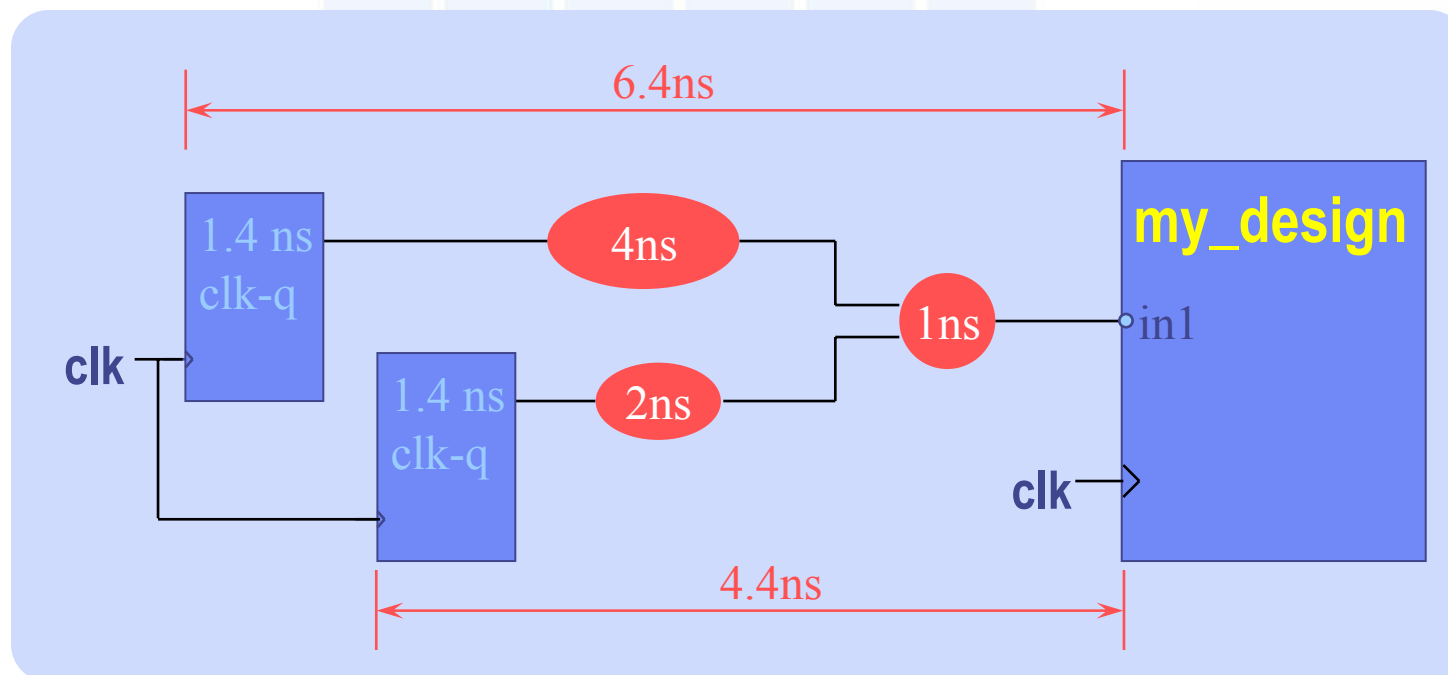 6.4ns
1.4 ns
clk-q
4ns
my_design
1ns
in1
clk
1.4 ns
clk-q
2ns
clk
4.4ns